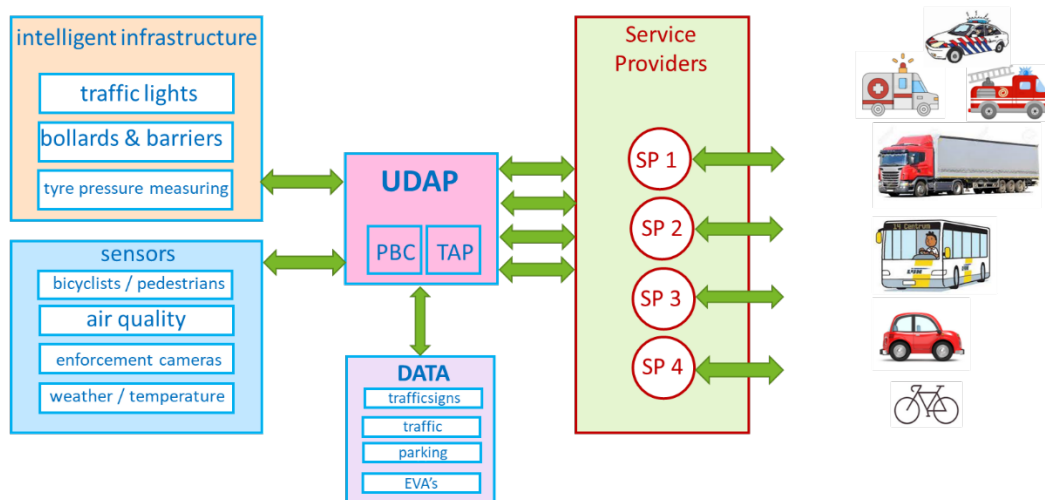 intelligent infrastructure
traffic lights
bollards & barriers
tyre pressure measuring
sensors
bicyclists / pedestrians
air quality
enforcement cameras
weather / temperature
UDAP
PBC
TAP
DATA
trafficsigns
traffic
parking
EVA's
Service
Providers
SP 1
SP 2
SP 3
SP 4